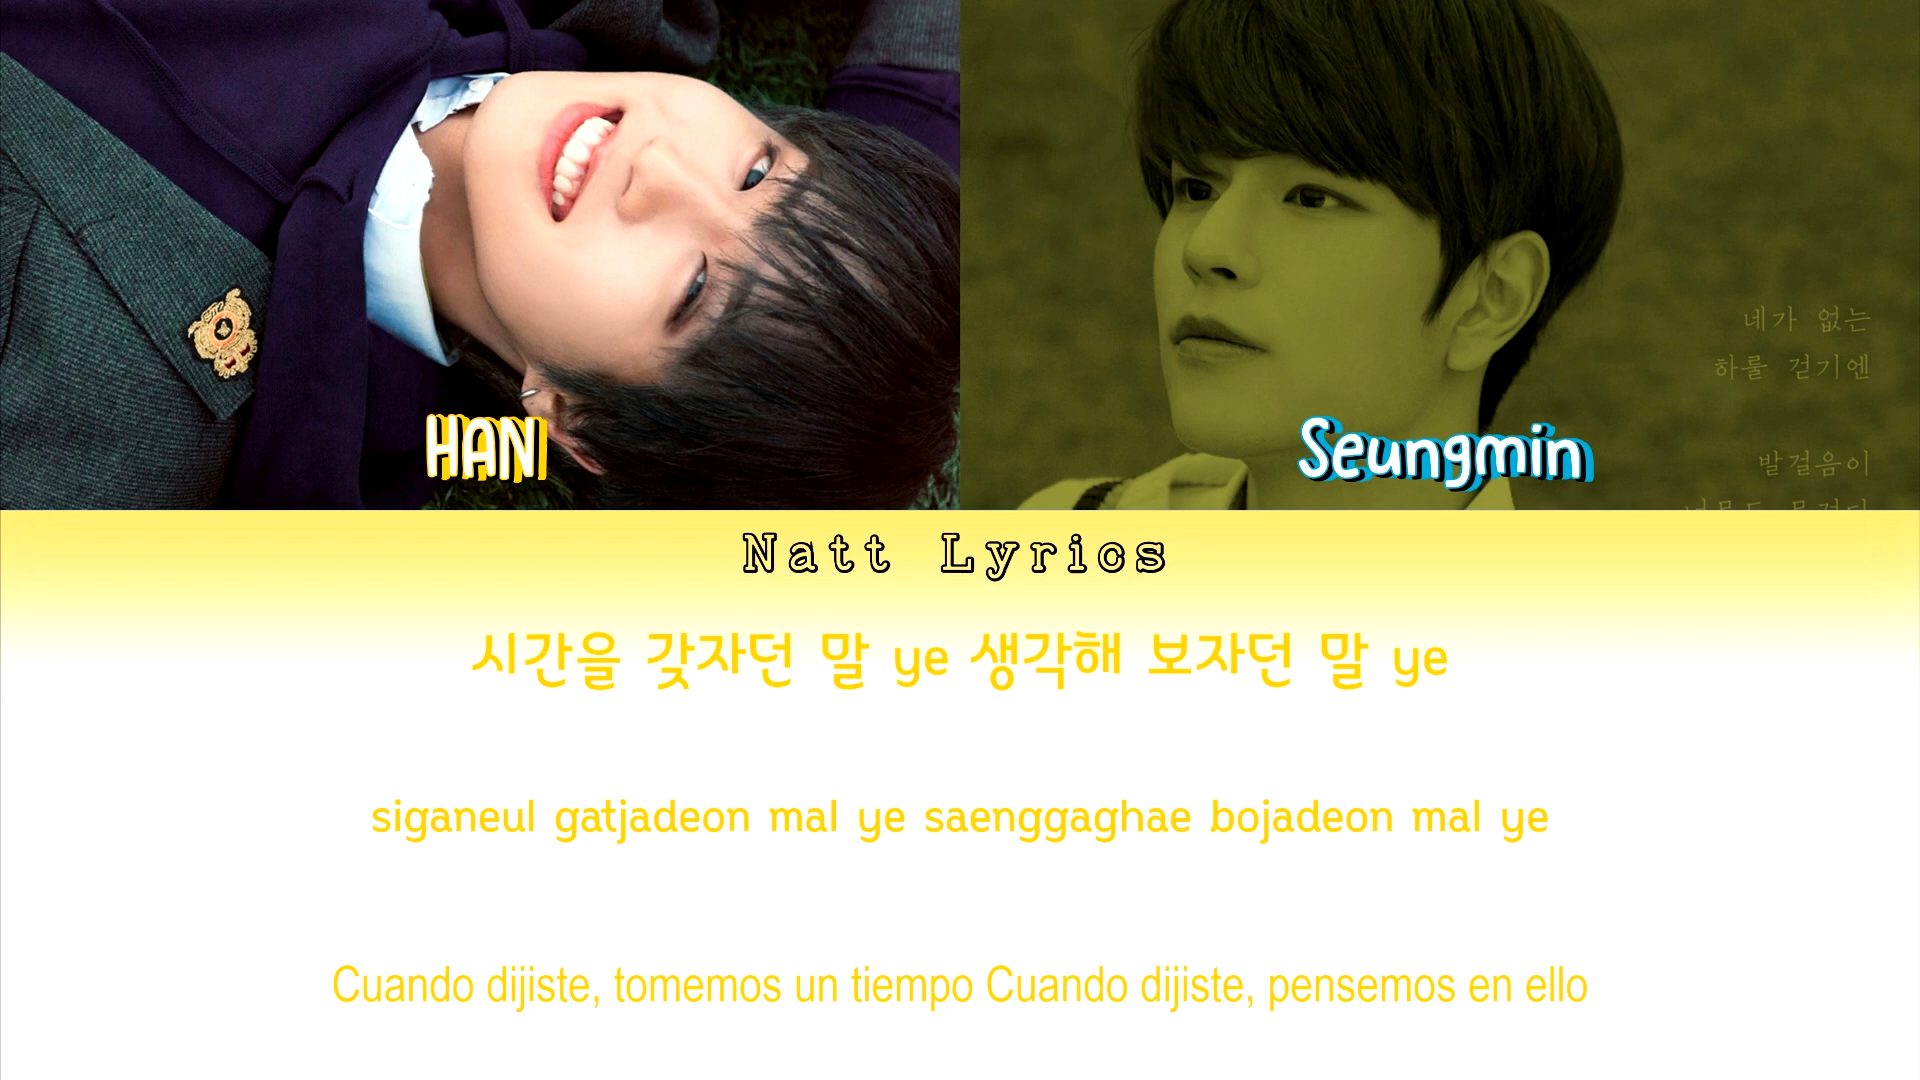 네가 없는
하룰 걷기엔
발걸음이
HAN
Seungmin
Natt Lyrics
시간을 갖자던 말 ye 생각해 보자던 말 ye
siganeul gatjadeon mal ye saenggaghae bojadeon mal ye
Cuando dijiste, tomemos un tiempo Cuando dijiste, pensemos en ello